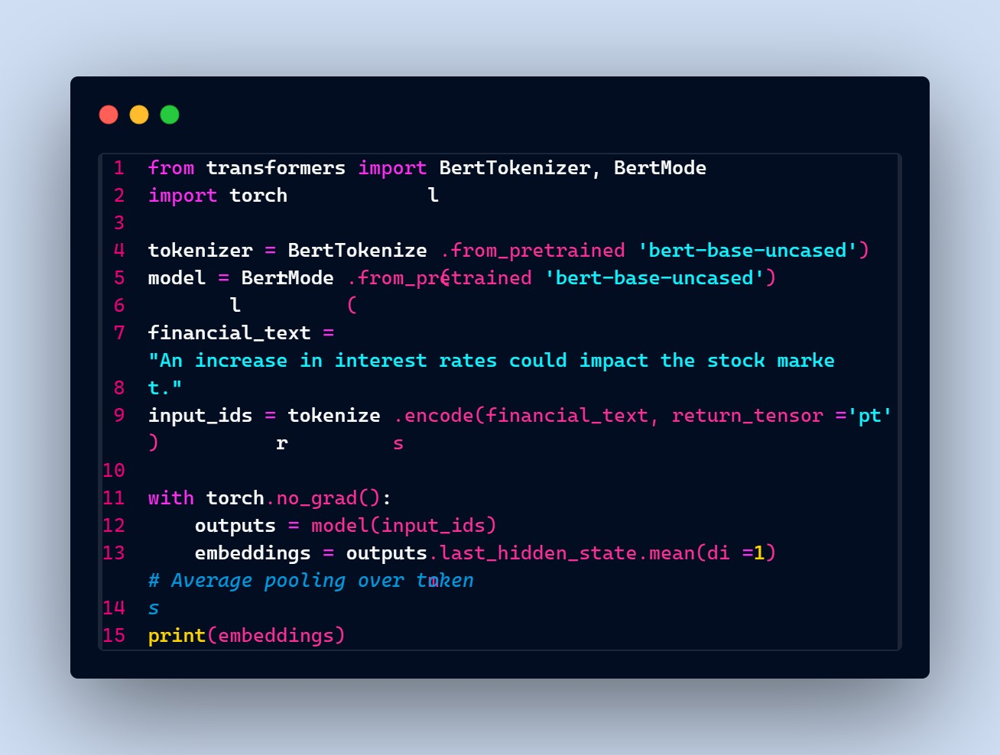 1 from transformers import BertTokenizer, BertMode
2 import torch l
3
4 tokenizer = BertTokenize .from_pretrained 'bert-base-uncased')
5 model = BertMode .from_pretrained 'bert-base-uncased')
r (
6 l (
7 financial_text =
"An increase in interest rates could impact the stock marke
8 t."
9 input_ids = tokenize .encode(financial_text, return_tensor ='pt'
) r s
10
11 with torch.no_grad():
12 outputs = model(input_ids)
13 embeddings = outputs.last_hidden_state.mean(di =1)
# Average pooling over token
m
14 s
15 print(embeddings)